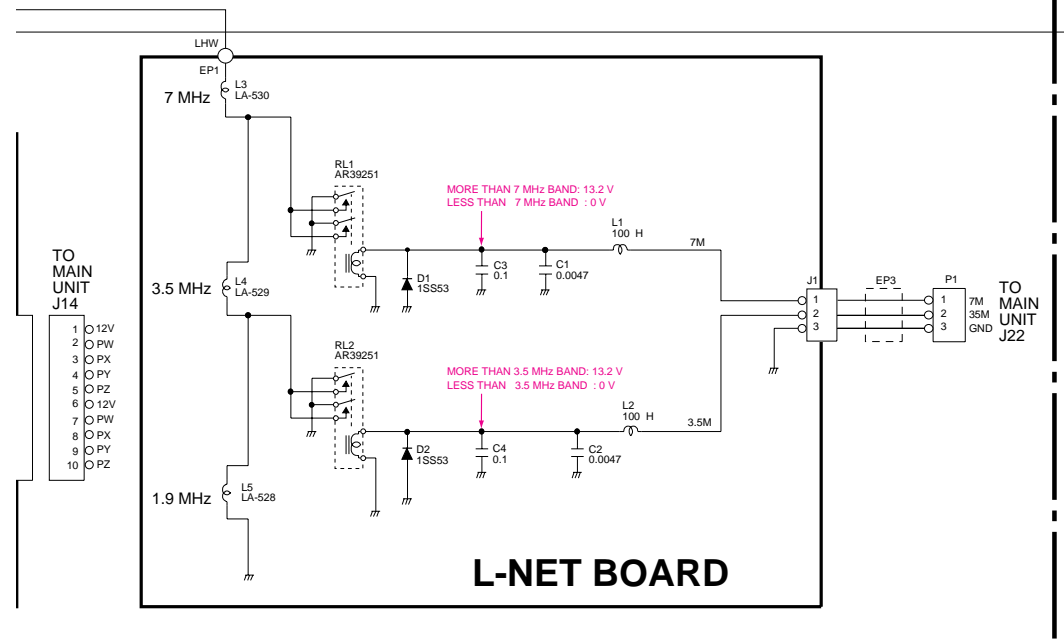 LHW
EP1
L3
LA-530
7 MHz
RL1
AR39251
MORE THAN 7 MHz BAND: 13.2 V
LESS THAN 7 MHz BAND : 0 V
L1
100 H
7M
D1
1SS53
C3
0.1
C1
0.0047
3.5 MHz
L4
LA-529
RL2
AR39251
MORE THAN 3.5 MHz BAND: 13.2 V
LESS THAN 3.5 MHz BAND : 0 V
L2
100 H
3.5M
D2
1SS53
C4
0.1
C2
0.0047
1.9 MHz
L5
LA-528
L-NET BOARD
TO
MAIN
UNIT
J14
1 12V
2 PW
3 PX
4 PY
5 PZ
6 12V
7 PW
8 PX
9 PY
10 PZ
J1
1
2
3
EP3
P1
1 7M
2 35M
3 GND
TO
MAIN
UNIT
J22